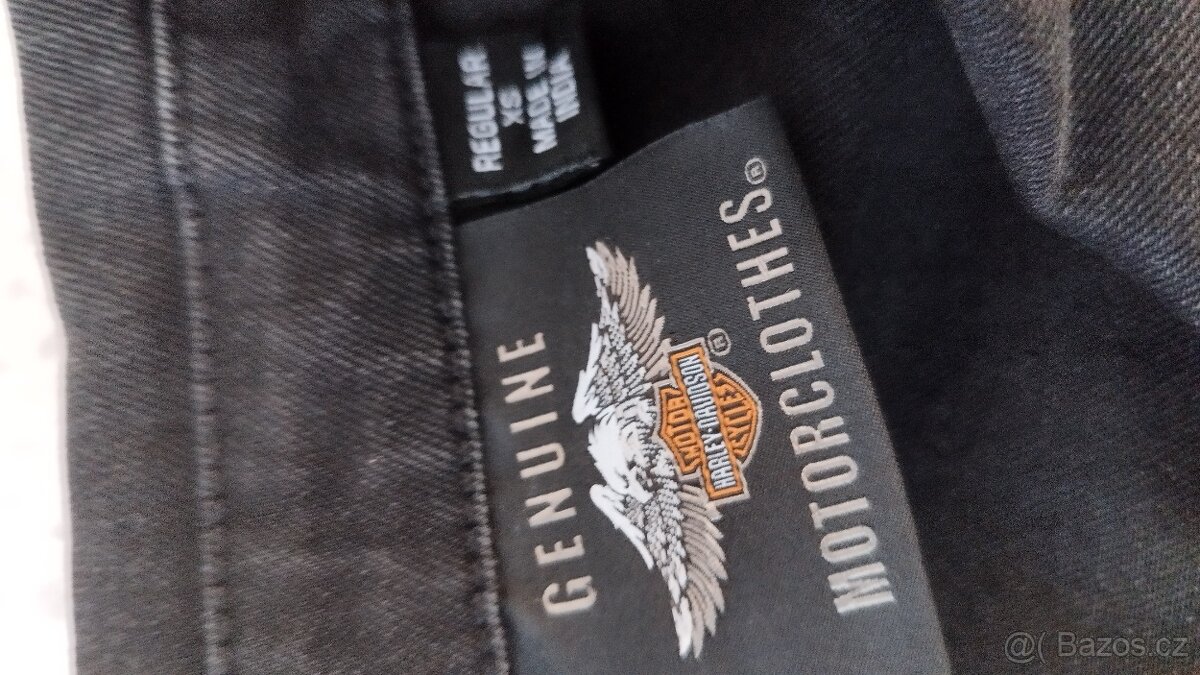 REGULAR
XS
MADE IN
INDIA
GENUINE
MOTOR
HARLEY-DAVIDSON
CYCLES
®
MOTORCLOTHES®
@( Bazos.cz